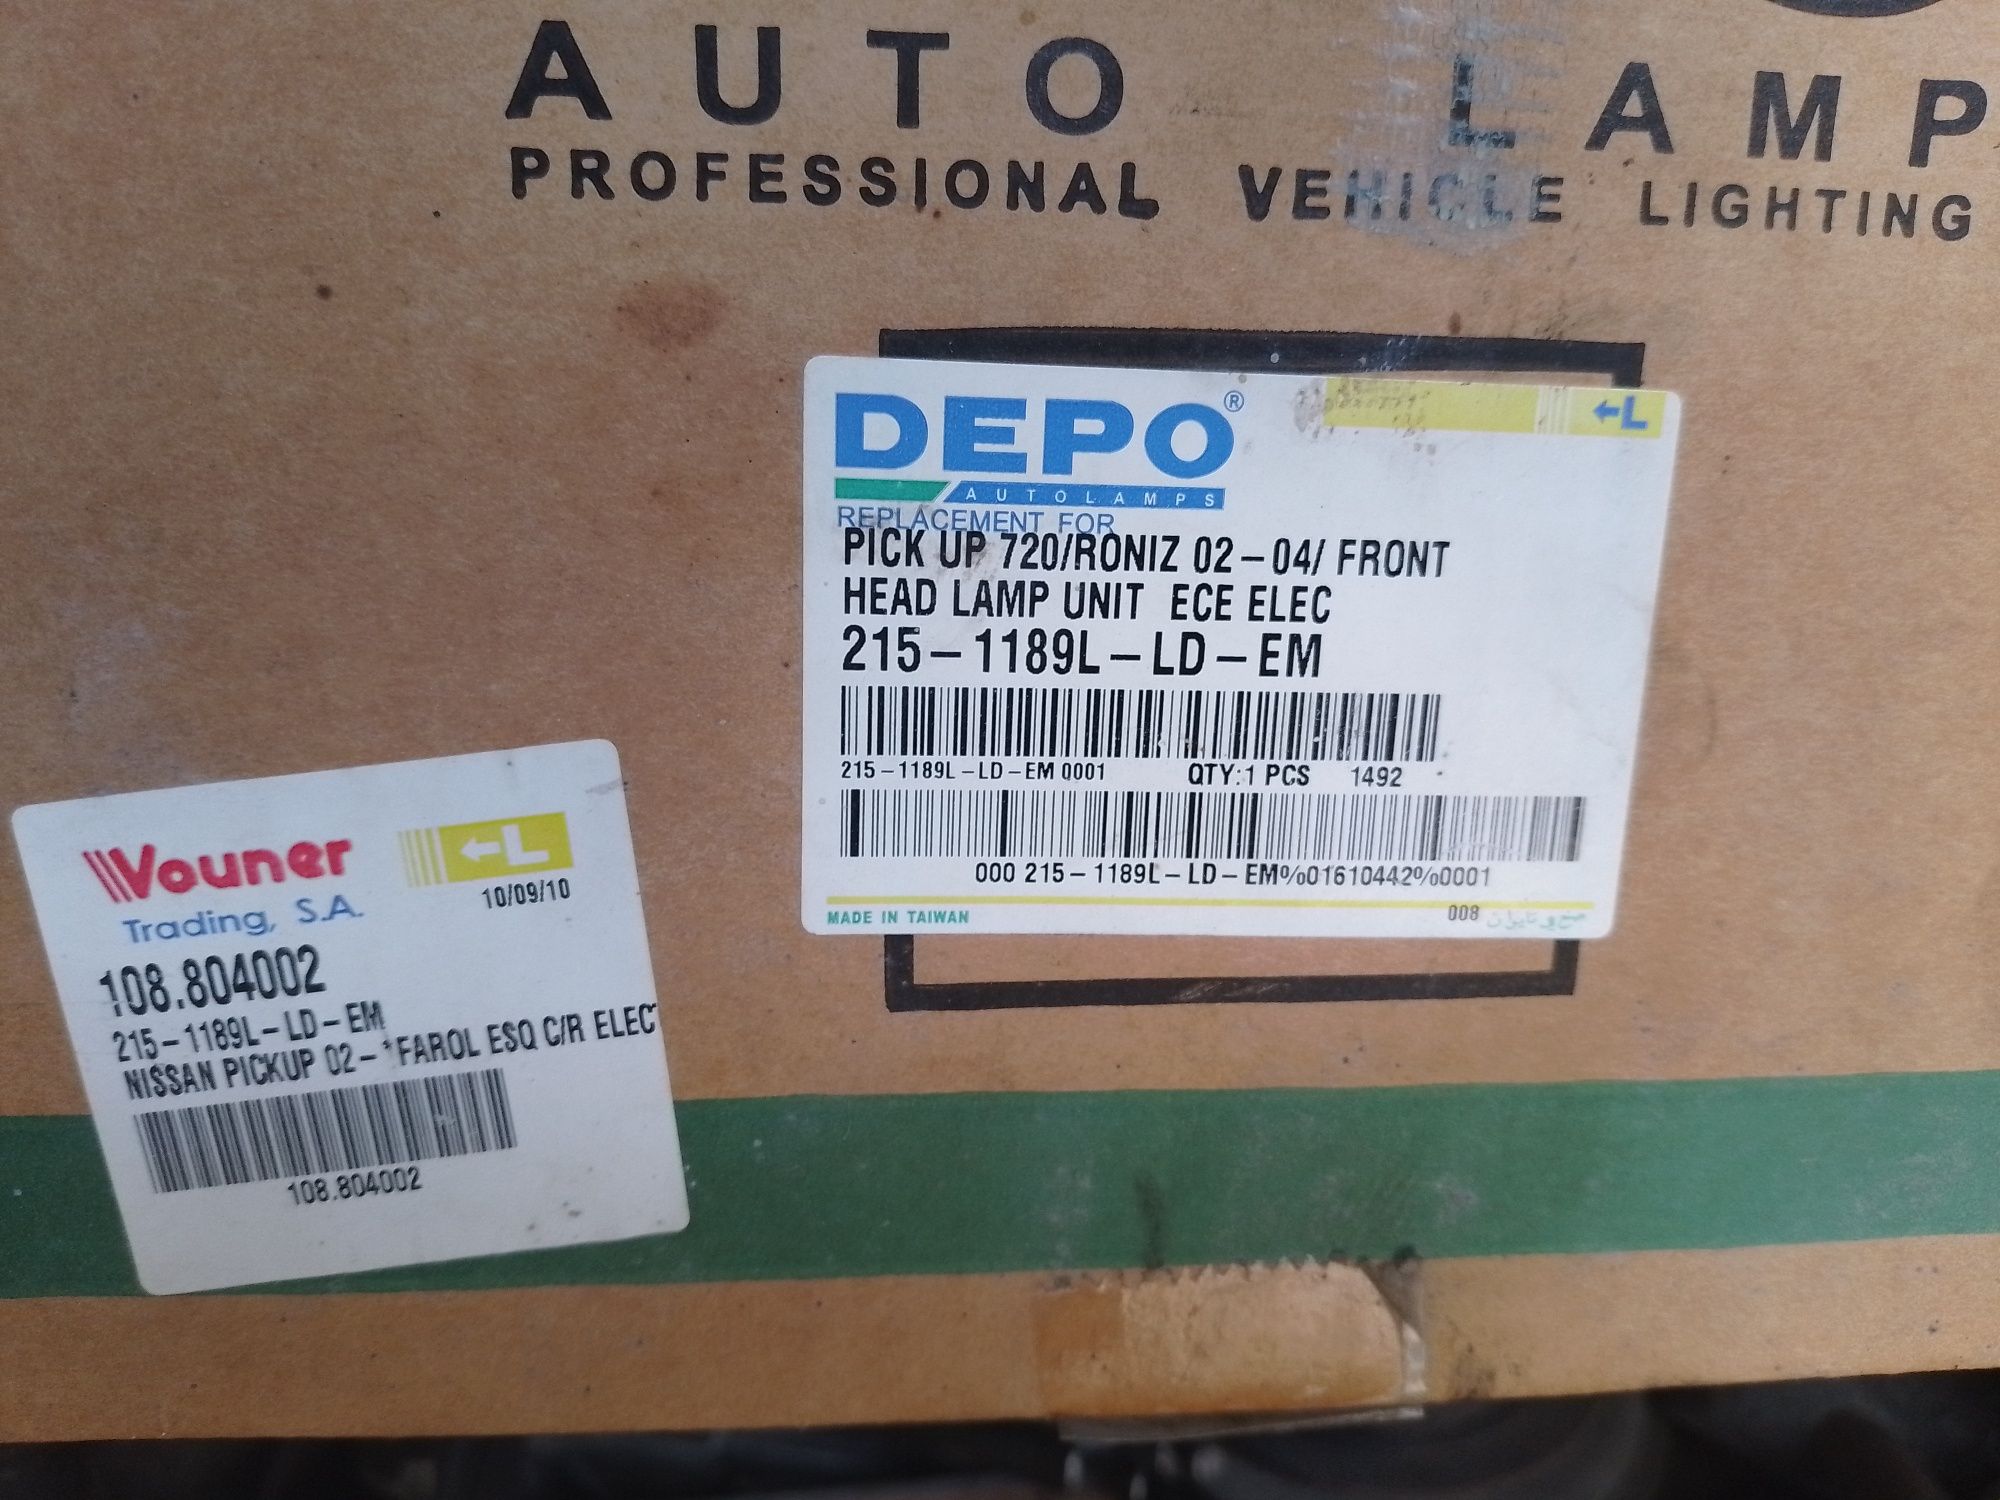 AUTO LAMP
PROFESSIONAL VEHICLE LIGHTING
DEPO®
←L
AUTOLAMPS
REPLACEMENT FOR
PICK UP 720/RONIZ 02-04/ FRONT
HEAD LAMP UNIT ECE ELEC
215-1189L-LD-EM
215-1189L-LD-EM 0001 QTY:1 PCS 1492
000 215-1189L-LD-EM%01610442%0001
MADE IN TAIWAN 008
Vouner
←L
Trading, S.A.
10/09/10
108.804002
215-1189L-LD-EM
NISSAN PICKUP 02-*FAROL ESQ C/R ELECT
108.804002